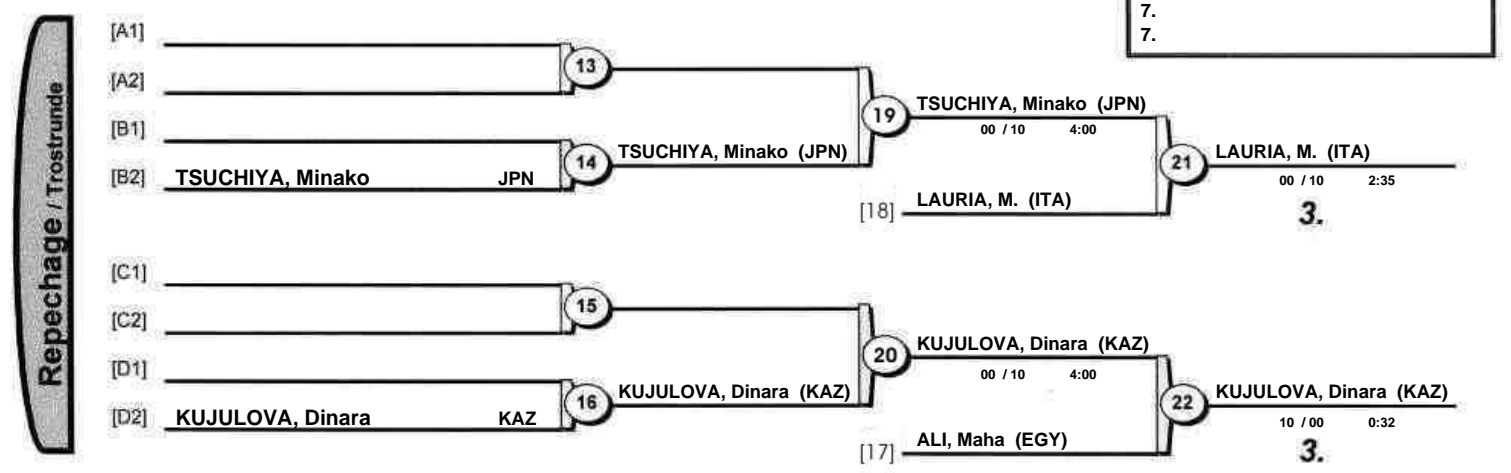 7.
7.
Repechage / Trostrunde
[A1]
[A2]
13
[B1]
[B2] TSUCHIYA, Minako JPN
14
TSUCHIYA, Minako (JPN)
19
TSUCHIYA, Minako (JPN)
00 / 10 4:00
[18] LAURIA, M. (ITA)
21
LAURIA, M. (ITA)
00 / 10 2:35
3.
[C1]
[C2]
15
[D1]
[D2] KUJULOVA, Dinara KAZ
16
KUJULOVA, Dinara (KAZ)
20
KUJULOVA, Dinara (KAZ)
00 / 10 4:00
[17] ALI, Maha (EGY)
22
KUJULOVA, Dinara (KAZ)
10 / 00 0:32
3.